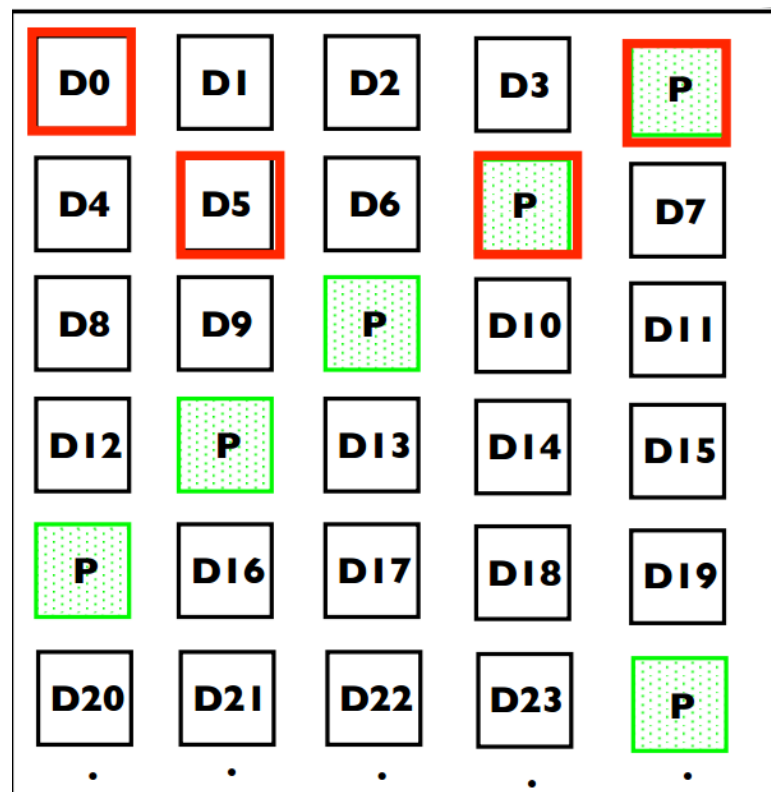 D0 D1 D2 D3 P
D4 D5 D6 P D7
D8 D9 P D10 D11
D12 P D13 D14 D15
P D16 D17 D18 D19
D20 D21 D22 D23 P
. . . . .